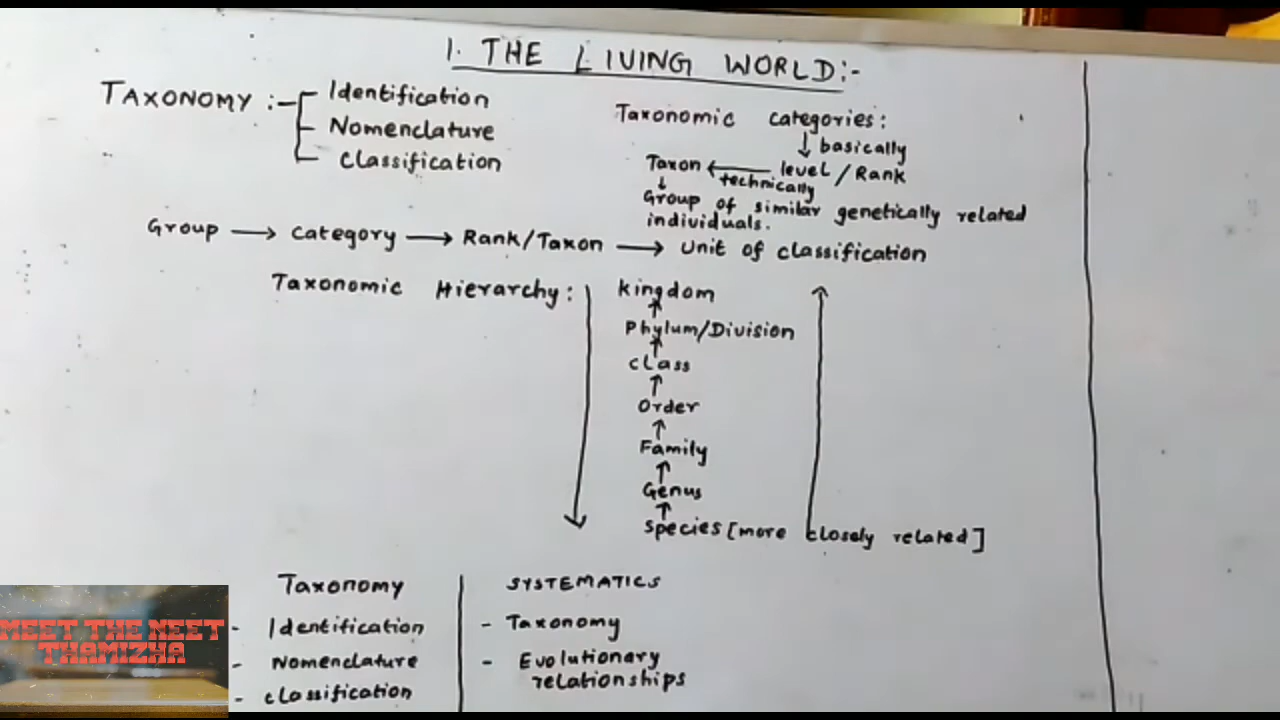 1. THE LIVING WORLD:-
TAXONOMY :-
Identification
Nomenclature
Classification
Taxonomic categories:
basically
Taxon ← level / Rank
technically
Group of similar genetically related
individuals.
Group → category → Rank/Taxon → Unit of classification
Taxonomic Hierarchy:
kingdom
Phylum/Division
class
Order
Family
Genus
Species [more closely related]
Taxonomy
- Identification
- Nomenclature
- classification
SYSTEMATICS
- Taxonomy
- Evolutionary
relationships
MEET THE NEET
THAMIZHA